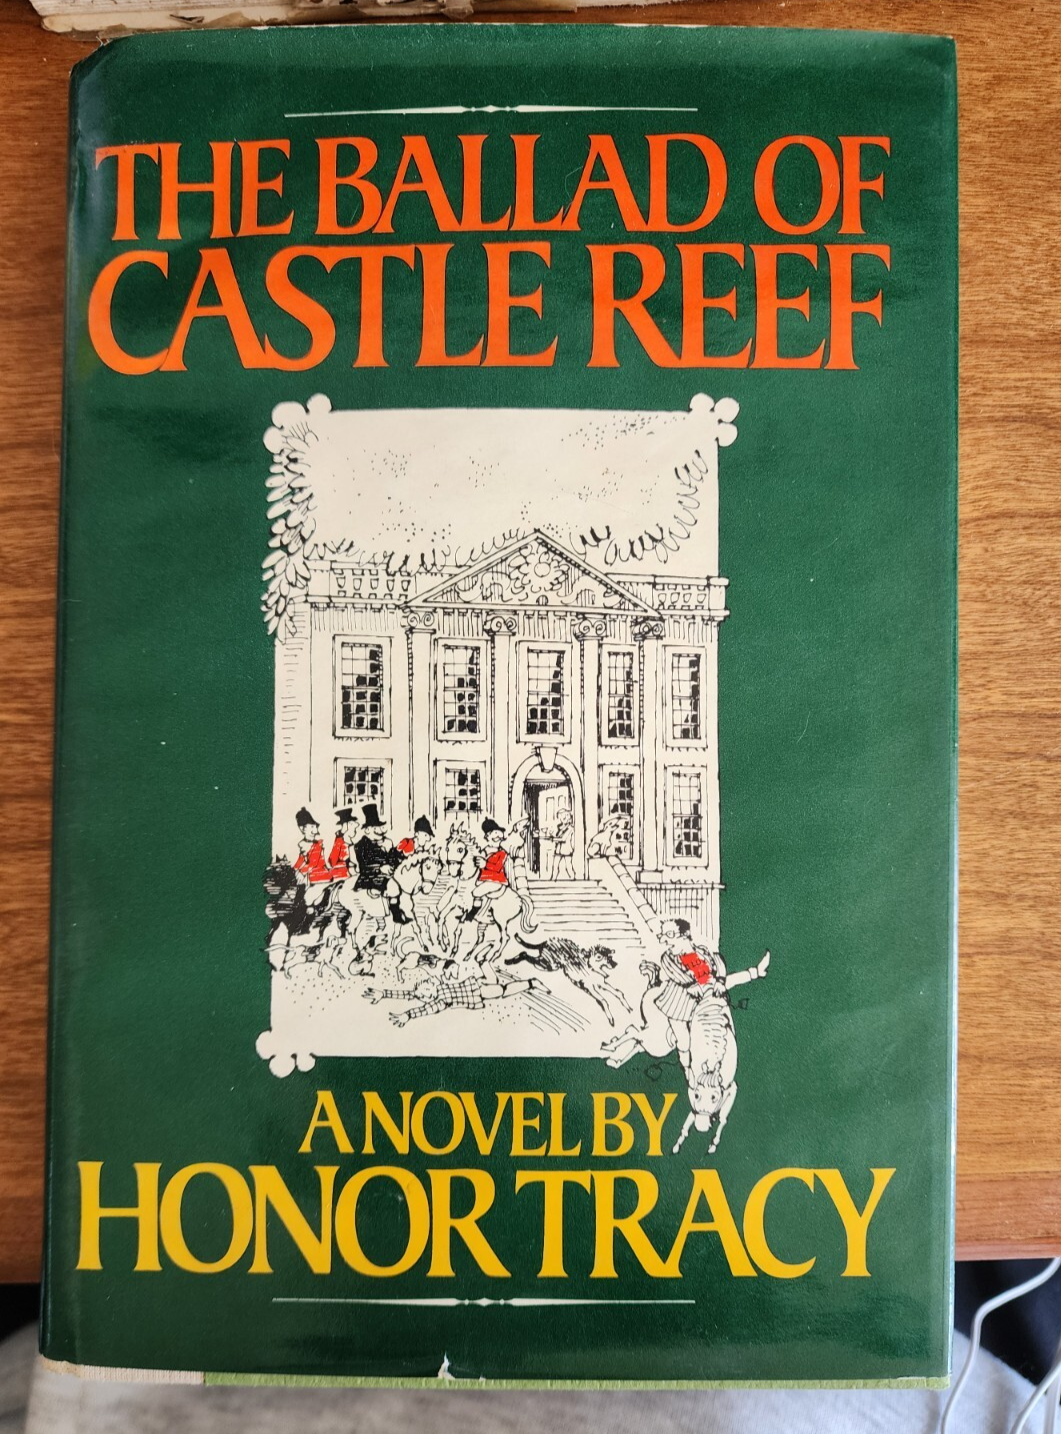 THE BALLAD OF
CASTLE REEF
A NOVEL BY
HONOR TRACY